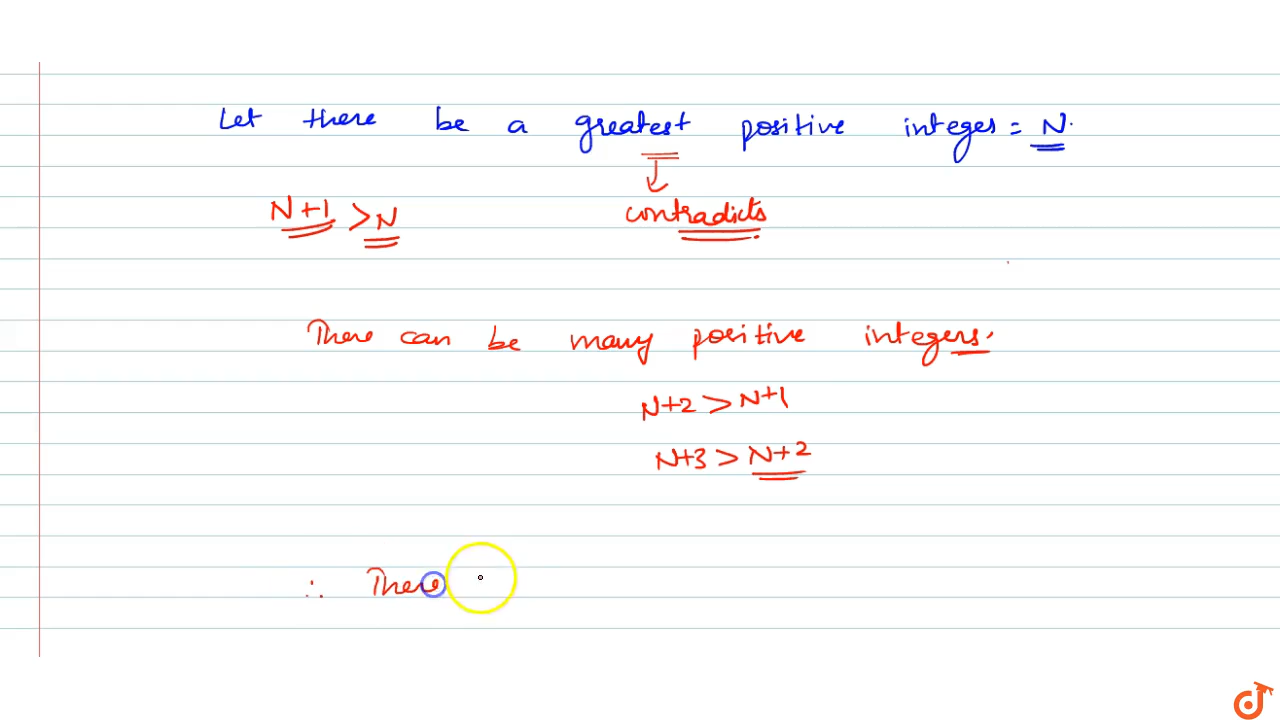 Let there be a greatest positive integer = N.
N+1 > N
contradicts
There can be many positive integers.
N+2 > N+1
N+3 > N+2
∴ There